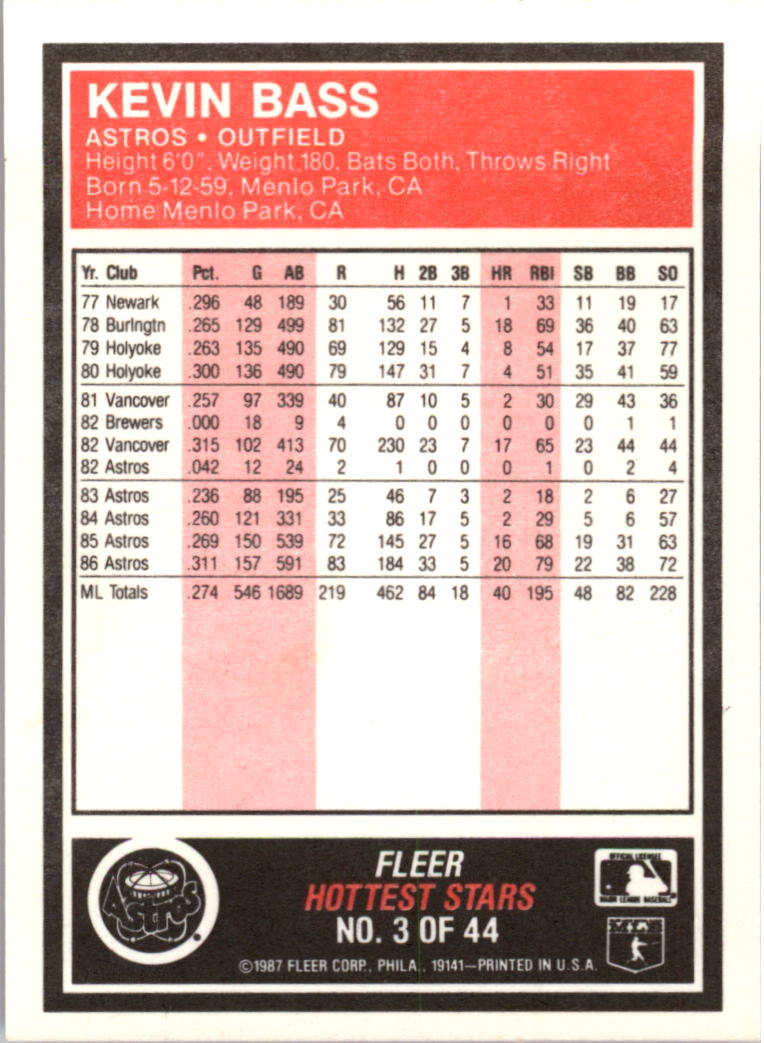 KEVIN BASS
ASTROS • OUTFIELD
Height 6'0", Weight 180, Bats Both, Throws Right
Born 5-12-59, Menlo Park, CA
Home Menlo Park, CA
Yr. Club Pct. G AB R H 2B 3B HR RBI SB BB SO
77 Newark .296 48 189 30 56 11 7 1 33 11 19 17
78 Burlngtn .265 129 499 81 132 27 5 18 69 36 40 63
79 Holyoke .263 135 490 69 129 15 4 8 54 17 37 77
80 Holyoke .300 136 490 79 147 31 7 4 51 35 41 59
81 Vancover .257 97 339 40 87 10 5 2 30 29 43 36
82 Brewers .000 18 9 4 0 0 0 0 0 0 1 1
82 Vancover .315 102 413 70 230 23 7 17 65 23 44 44
82 Astros .042 12 24 2 1 0 0 0 1 0 2 4
83 Astros .236 88 195 25 46 7 3 2 18 2 6 27
84 Astros .260 121 331 33 86 17 5 2 29 5 6 57
85 Astros .269 150 539 72 145 27 5 16 68 19 31 63
86 Astros .311 157 591 83 184 33 5 20 79 22 38 72
ML Totals .274 546 1689 219 462 84 18 40 195 48 82 228
Astros
FLEER
HOTTEST STARS
NO. 3 OF 44
©1987 FLEER CORP., PHILA., 19141—PRINTED IN U.S.A.
OFFICIAL LICENSEE
MAJOR LEAGUE BASEBALL